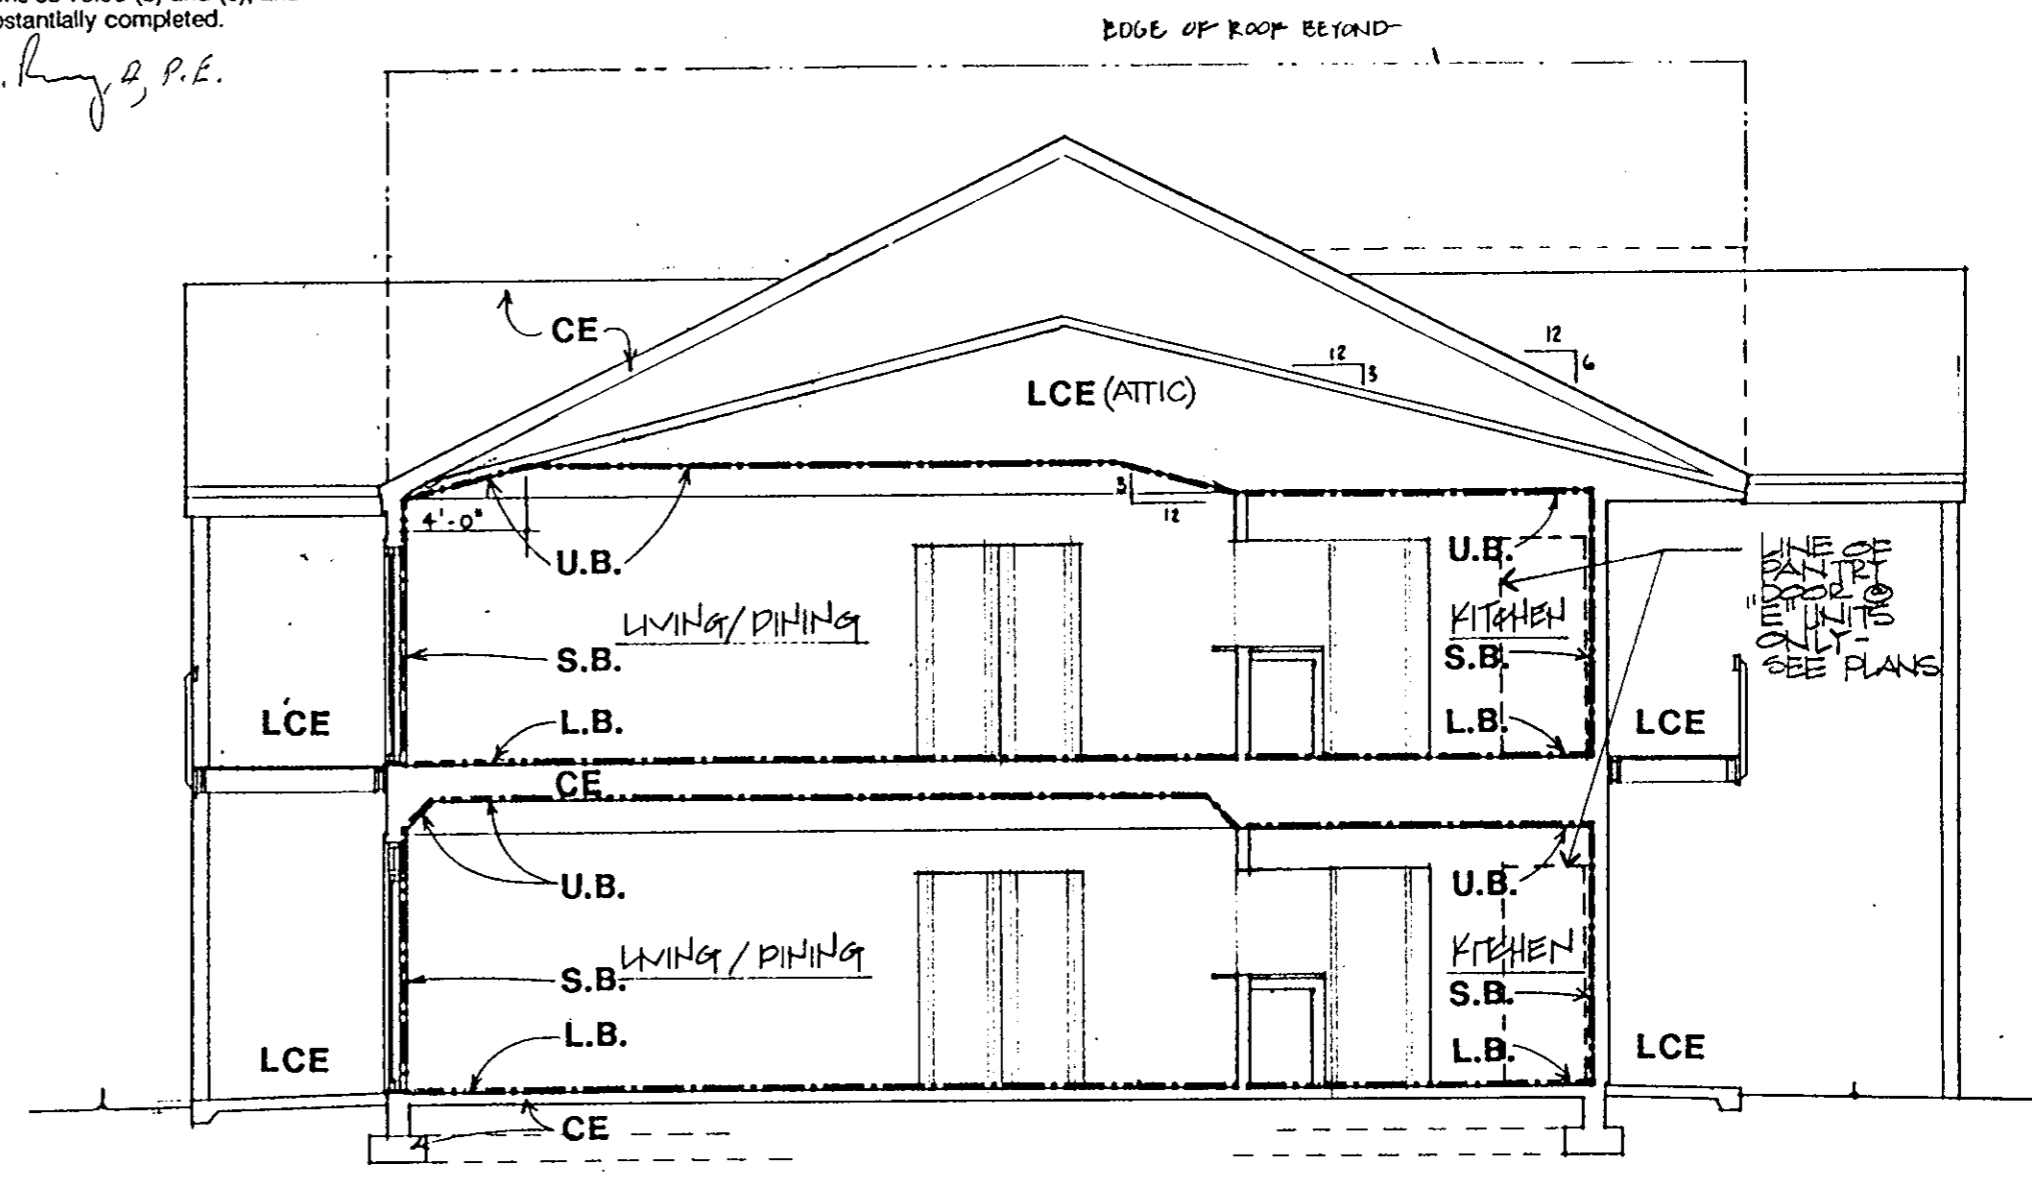 substantially completed.
P.E.
EDGE OF ROOF BEYOND
CE
12
6
12
3
LCE (ATTIC)
3
12
4'-0"
U.B.
U.B.
LIVING/DINING
KITCHEN
S.B.
S.B.
L.B.
L.B.
LCE
LCE
LINE OF
PANTRY
DOOR @
"E" UNITS
ONLY-
SEE PLANS
CE
U.B.
U.B.
LIVING/DINING
KITCHEN
S.B.
S.B.
L.B.
L.B.
LCE
LCE
CE